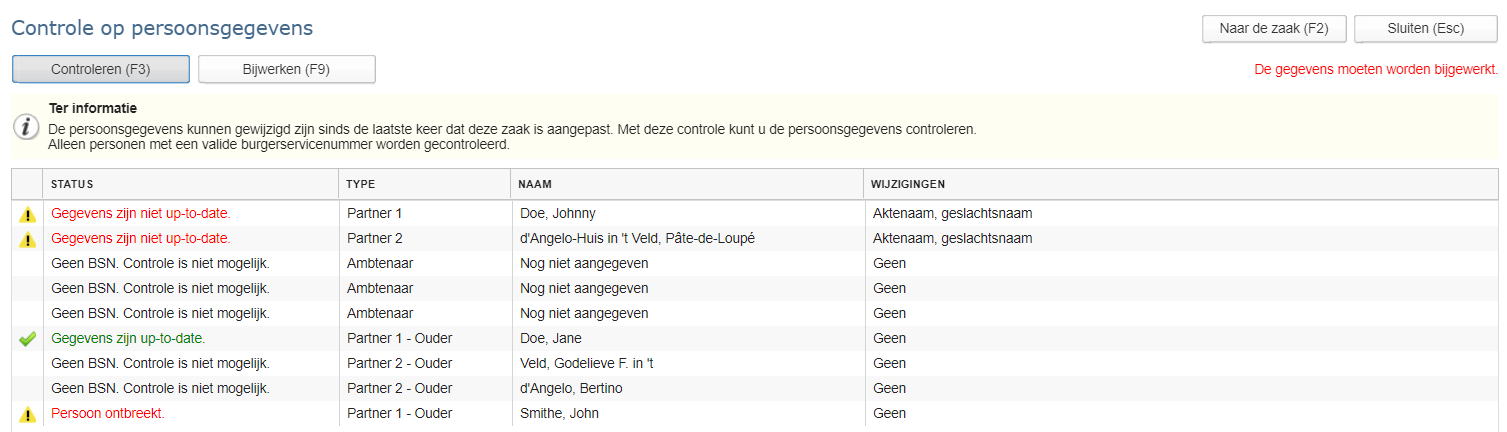 Controle op persoonsgegevens
Naar de zaak (F2) Sluiten (Esc)
Controleren (F3) Bijwerken (F9) De gegevens moeten worden bijgewerkt.
Ter informatie
De persoonsgegevens kunnen gewijzigd zijn sinds de laatste keer dat deze zaak is aangepast. Met deze controle kunt u de persoonsgegevens controleren.
Alleen personen met een valide burgerservicenummer worden gecontroleerd.
STATUS TYPE NAAM WIJZIGINGEN
Gegevens zijn niet up-to-date. Partner 1 Doe, Johnny Aktenaam, geslachtsnaam
Gegevens zijn niet up-to-date. Partner 2 d'Angelo-Huis in 't Veld, Pâte-de-Loupé Aktenaam, geslachtsnaam
Geen BSN. Controle is niet mogelijk. Ambtenaar Nog niet aangegeven Geen
Geen BSN. Controle is niet mogelijk. Ambtenaar Nog niet aangegeven Geen
Geen BSN. Controle is niet mogelijk. Ambtenaar Nog niet aangegeven Geen
Gegevens zijn up-to-date. Partner 1 - Ouder Doe, Jane Geen
Geen BSN. Controle is niet mogelijk. Partner 2 - Ouder Veld, Godelieve F. in 't Geen
Geen BSN. Controle is niet mogelijk. Partner 2 - Ouder d'Angelo, Bertino Geen
Persoon ontbreekt. Partner 1 - Ouder Smithe, John Geen